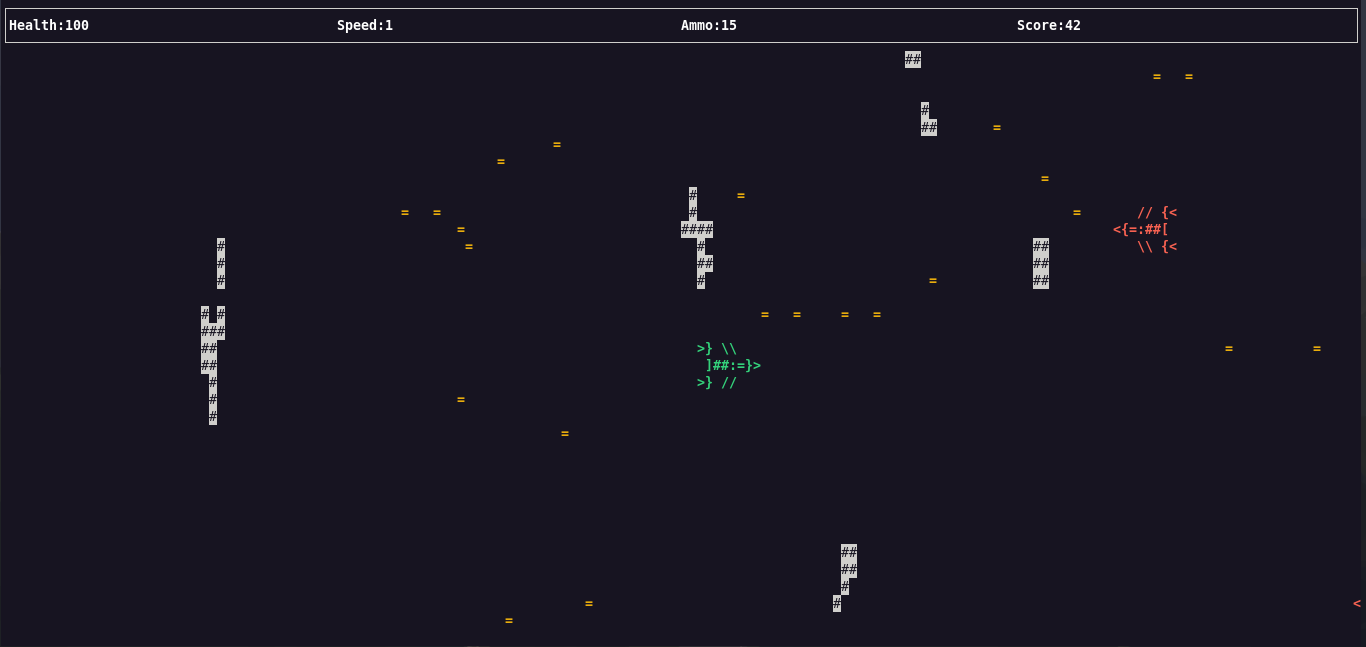 Health:100 Speed:1 Ammo:15 Score:42
##
= =
#
## =
=
=
=
# =
= = # = // {<
= #### <{=:##[
# = # ## \\ {<
# ## ##
# # = ##
# # = = = =
###
## >} \\ = =
## ]##:=}>
# >} //
# =
#
=
##
##
#
= # <
=